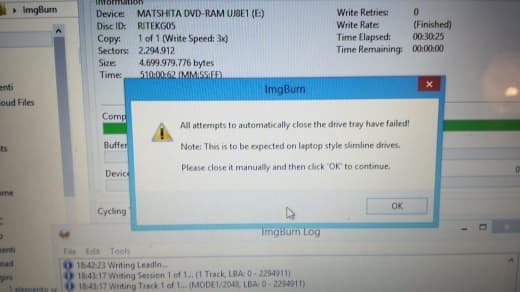 ImgBurn
Information
Device: MATSHITA DVD-RAM UJ8E1 (E:)
Disc ID: RITEKG05
Copy: 1 of 1 (Write Speed: 3x)
Sectors: 2.294.912
Size: 4.699.979.776 bytes
Time: 510:00:62 (MM:SS:FF)
Write Retries: 0
Write Rate: (Finished)
Time Elapsed: 00:30:25
Time Remaining: 00:00:00
enti
oud Files
Comp
Buffer
Device
Cycling
ImgBurn
All attempts to automatically close the drive tray have failed!
Note: This is to be expected on laptop style slimline drives.
Please close it manually and then click 'OK' to continue.
OK
ImgBurn Log
File Edit Tools
18:42:23 Writing LeadIn...
18:43:17 Writing Session 1 of 1... (1 Track, LBA: 0 - 2294911)
18:43:17 Writing Track 1 of 1... (MODE1/2048, LBA: 0 - 2294911)